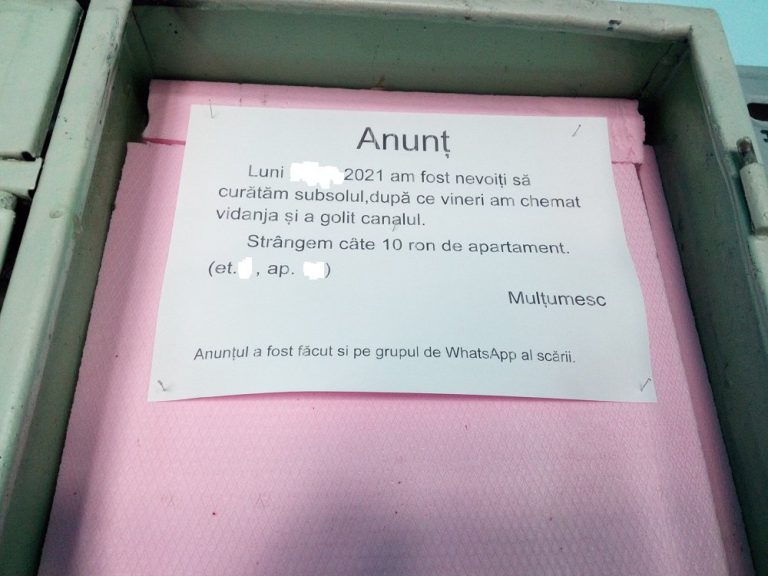 Anunț
Luni 2021 am fost nevoiți să
curătăm subsolul,după ce vineri am chemat
vidanja și a golit canalul.
Strângem câte 10 ron de apartament.
(et. , ap. )
Mulțumesc
Anunțul a fost făcut si pe grupul de WhatsApp al scării.